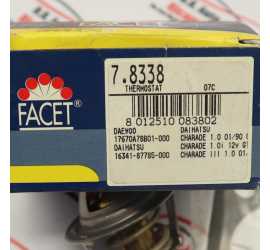 FACET
7.8338
THERMOSTAT 07C
8 012510 083802
DAEWOO DAIHATSU
17670A78B01-000 CHARADE 1.0 01/90
DAIHATSU CHARADE 1.0i 12v
16341-87785-000 CHARADE III 1.0 01